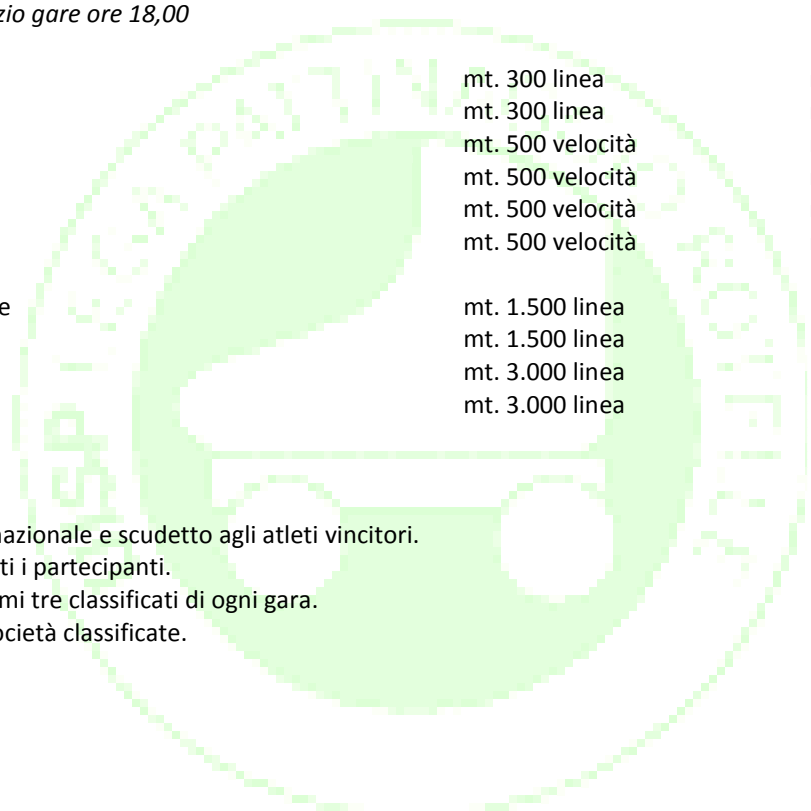 zio gare ore 18,00
mt. 300 linea
mt. 300 linea
mt. 500 velocità
mt. 500 velocità
mt. 500 velocità
mt. 500 velocità
e mt. 1.500 linea
mt. 1.500 linea
mt. 3.000 linea
mt. 3.000 linea
nazionale e scudetto agli atleti vincitori.
ti i partecipanti.
mi tre classificati di ogni gara.
ocietà classificate.